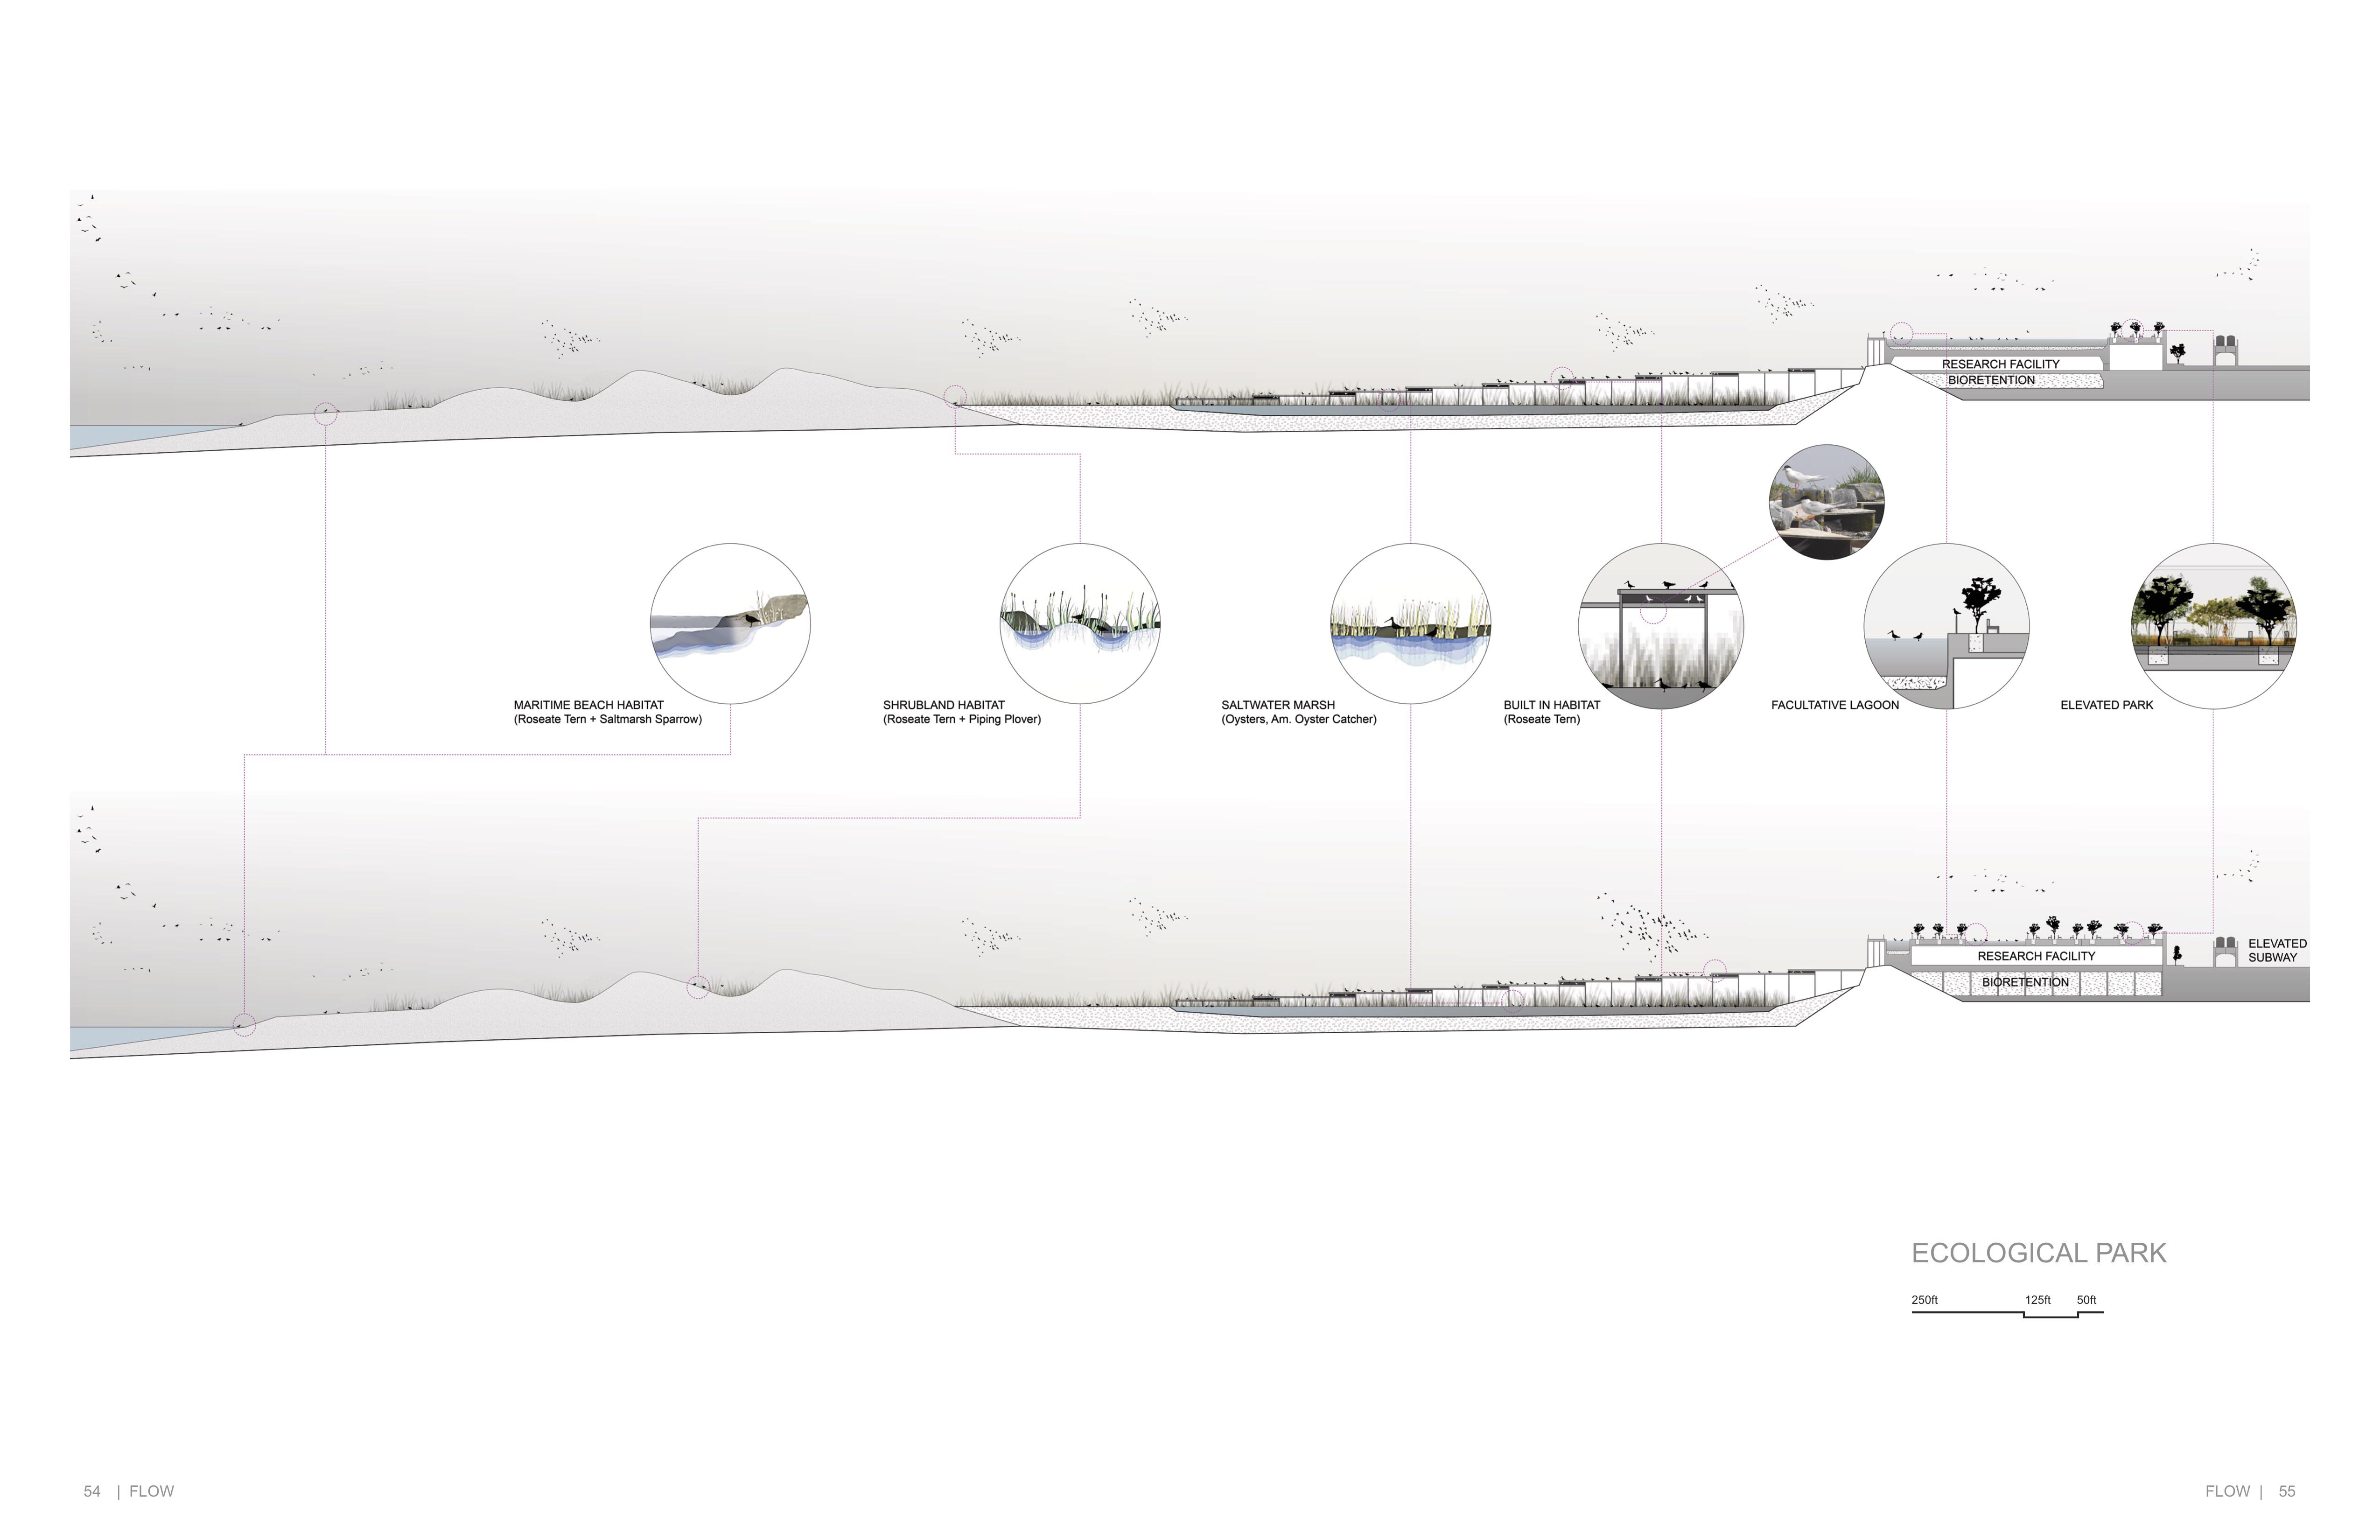 RESEARCH FACILITY
BIORETENTION
MARITIME BEACH HABITAT
(Roseate Tern + Saltmarsh Sparrow)
SHRUBLAND HABITAT
(Roseate Tern + Piping Plover)
SALTWATER MARSH
(Oysters, Am. Oyster Catcher)
BUILT IN HABITAT
(Roseate Tern)
FACULTATIVE LAGOON
ELEVATED PARK
ELEVATED
SUBWAY
RESEARCH FACILITY
BIORETENTION
ECOLOGICAL PARK
250ft 125ft 50ft
54 | FLOW
FLOW | 55